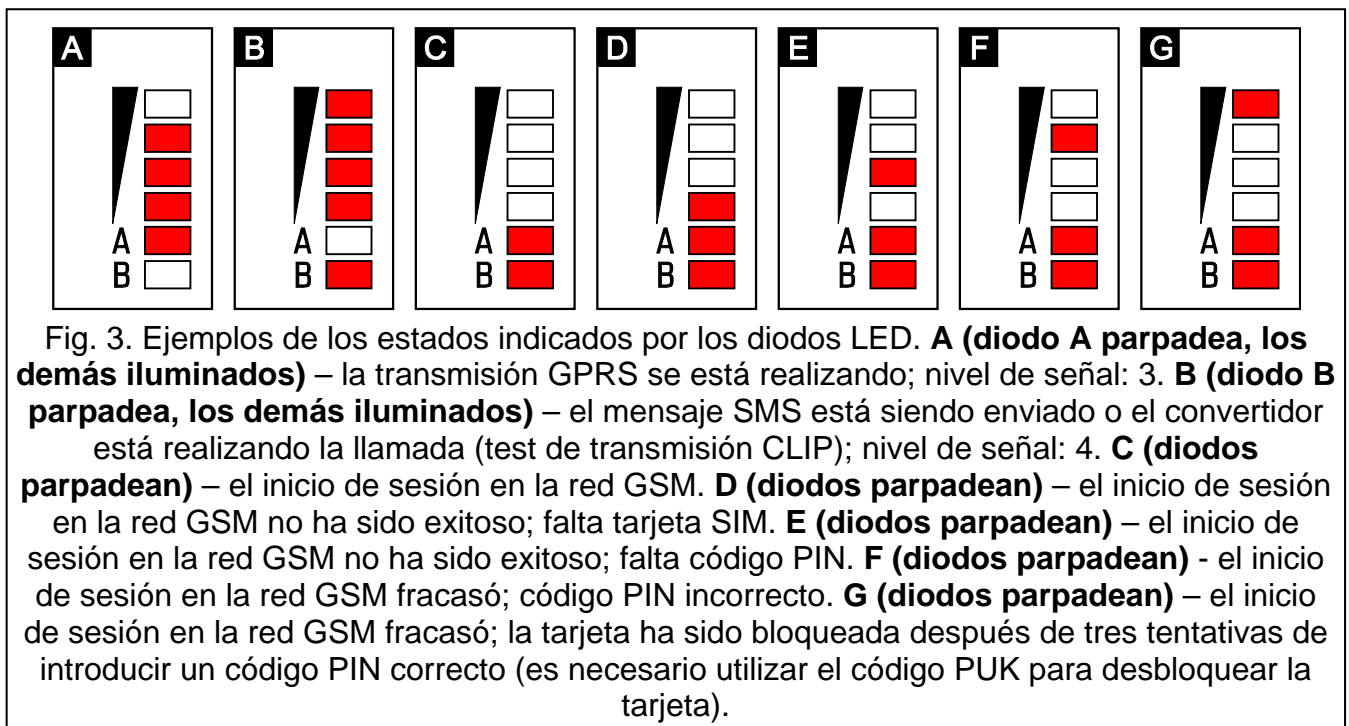 A B C D E F G
A A A A A A A
B B B B B B B
Fig. 3. Ejemplos de los estados indicados por los diodos LED. A (diodo A parpadea, los
demás iluminados) – la transmisión GPRS se está realizando; nivel de señal: 3. B (diodo B
parpadea, los demás iluminados) – el mensaje SMS está siendo enviado o el convertidor
está realizando la llamada (test de transmisión CLIP); nivel de señal: 4. C (diodos
parpadean) – el inicio de sesión en la red GSM. D (diodos parpadean) – el inicio de sesión
en la red GSM no ha sido exitoso; falta tarjeta SIM. E (diodos parpadean) – el inicio de
sesión en la red GSM no ha sido exitoso; falta código PIN. F (diodos parpadean) - el inicio
de sesión en la red GSM fracasó; código PIN incorrecto. G (diodos parpadean) – el inicio
de sesión en la red GSM fracasó; la tarjeta ha sido bloqueada después de tres tentativas de
introducir un código PIN correcto (es necesario utilizar el código PUK para desbloquear la
tarjeta).